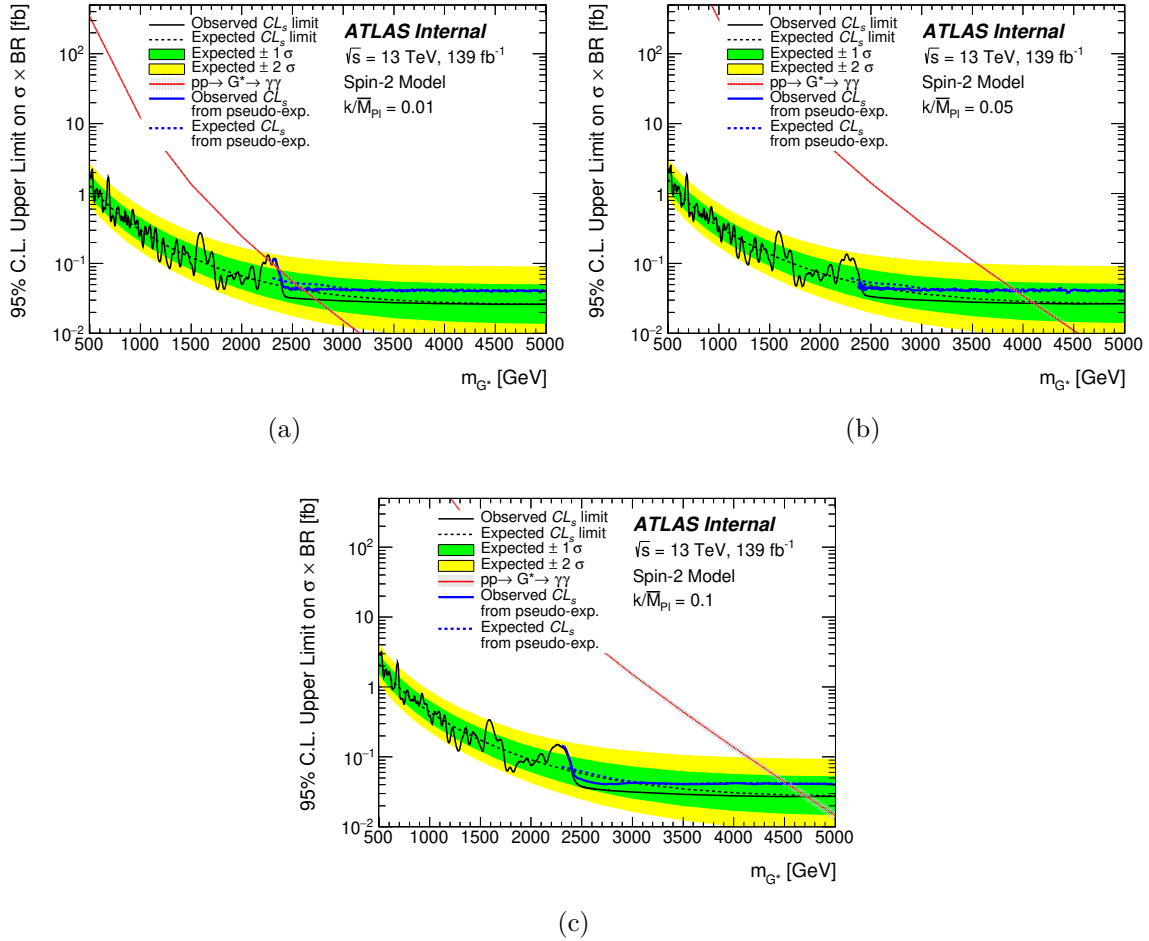 95% C.L. Upper Limit on σ × BR [fb]
10²
10
1
10⁻¹
10⁻²
Observed CLₛ limit
Expected CLₛ limit
Expected ± 1 σ
Expected ± 2 σ
pp→ G*→ γγ
Observed CLₛ
from pseudo-exp.
Expected CLₛ
from pseudo-exp.
ATLAS Internal
√s = 13 TeV, 139 fb⁻¹
Spin-2 Model
k/M̅_Pl = 0.01
500 1000 1500 2000 2500 3000 3500 4000 4500 5000
m_G* [GeV]
(a)
95% C.L. Upper Limit on σ × BR [fb]
10²
10
1
10⁻¹
10⁻²
Observed CLₛ limit
Expected CLₛ limit
Expected ± 1 σ
Expected ± 2 σ
pp→ G*→ γγ
Observed CLₛ
from pseudo-exp.
Expected CLₛ
from pseudo-exp.
ATLAS Internal
√s = 13 TeV, 139 fb⁻¹
Spin-2 Model
k/M̅_Pl = 0.05
500 1000 1500 2000 2500 3000 3500 4000 4500 5000
m_G* [GeV]
(b)
95% C.L. Upper Limit on σ × BR [fb]
10²
10
1
10⁻¹
10⁻²
Observed CLₛ limit
Expected CLₛ limit
Expected ± 1 σ
Expected ± 2 σ
pp→ G*→ γγ
Observed CLₛ
from pseudo-exp.
Expected CLₛ
from pseudo-exp.
ATLAS Internal
√s = 13 TeV, 139 fb⁻¹
Spin-2 Model
k/M̅_Pl = 0.1
500 1000 1500 2000 2500 3000 3500 4000 4500 5000
m_G* [GeV]
(c)